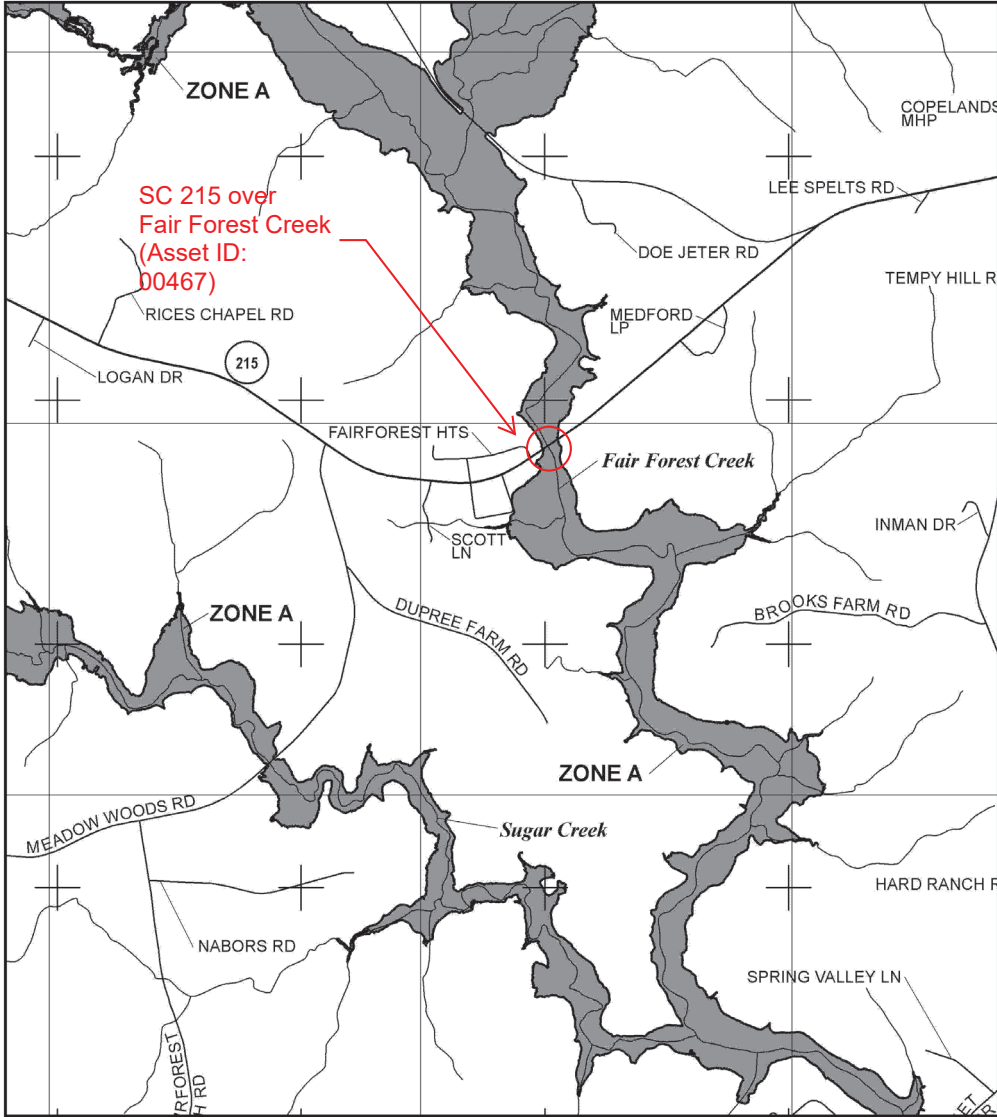 ZONE A
COPELANDS
MHP
SC 215 over
Fair Forest Creek
(Asset ID:
00467)
LEE SPELTS RD
DOE JETER RD
TEMPY HILL R
RICES CHAPEL RD
MEDFORD
LP
215
LOGAN DR
FAIRFOREST HTS
Fair Forest Creek
SCOTT
LN
INMAN DR
ZONE A
DUPREE FARM RD
BROOKS FARM RD
ZONE A
MEADOW WOODS RD
Sugar Creek
HARD RANCH R
NABORS RD
SPRING VALLEY LN
RFOREST
H RD
ET